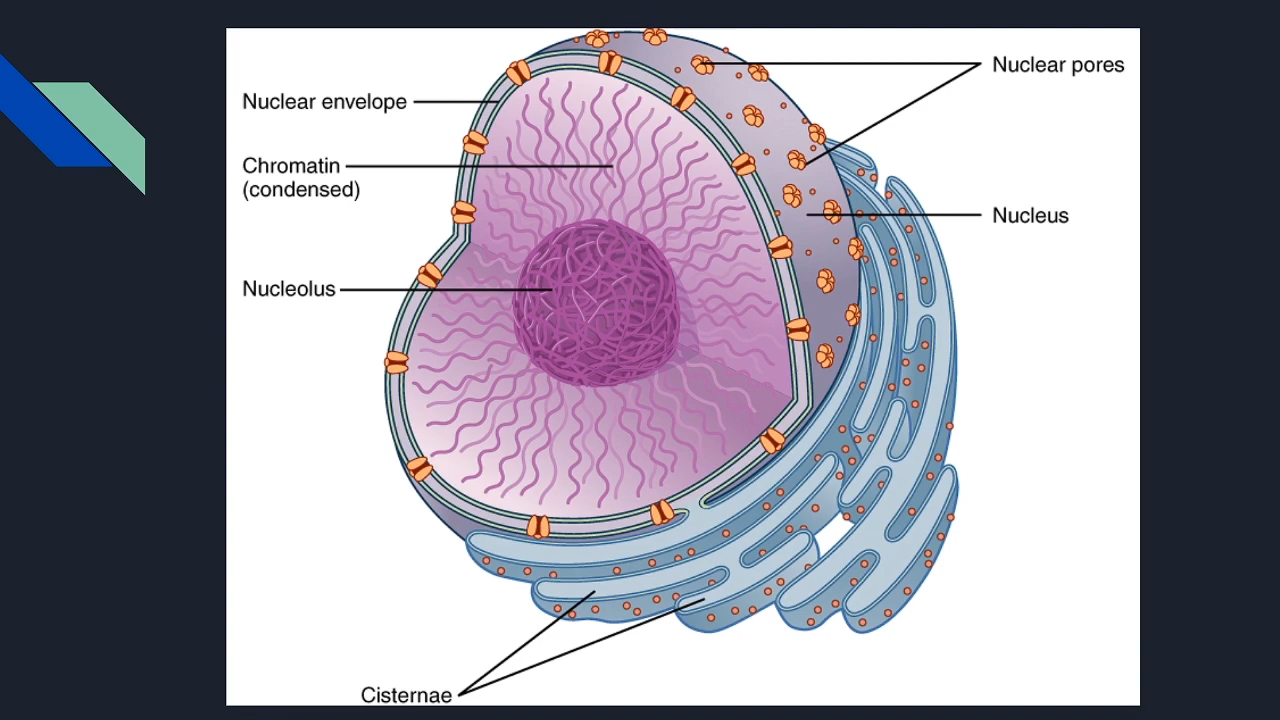 Nuclear pores
Nuclear envelope
Chromatin
(condensed)
Nucleus
Nucleolus
Cisternae